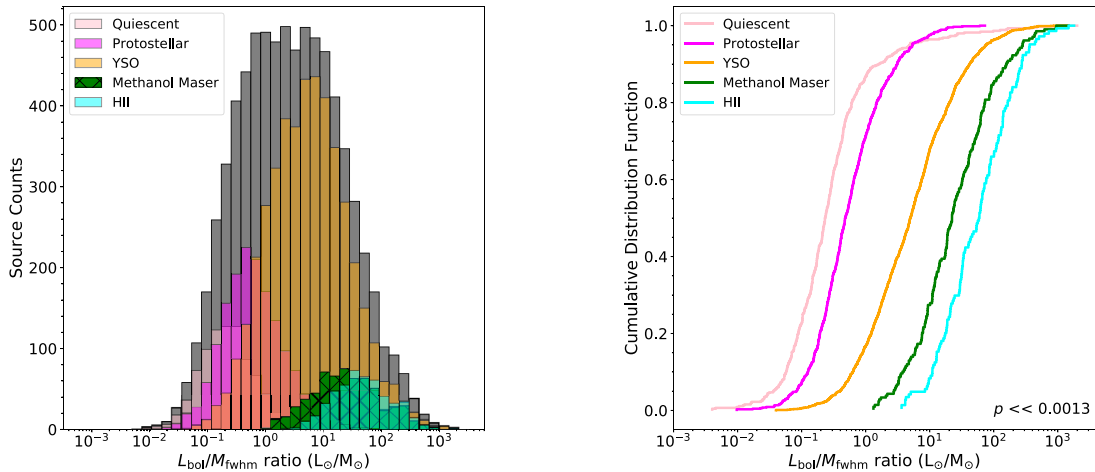 Quiescent
Protostellar
YSO
Methanol Maser
HII
500
400
300
200
100
0
Source Counts
10⁻³ 10⁻² 10⁻¹ 10⁰ 10¹ 10² 10³
L_bol/M_fwhm ratio (L⊙/M⊙)
Quiescent
Protostellar
YSO
Methanol Maser
HII
1.0
0.8
0.6
0.4
0.2
0.0
Cumulative Distribution Function
p << 0.0013
10⁻³ 10⁻² 10⁻¹ 10⁰ 10¹ 10² 10³
L_bol/M_fwhm ratio (L⊙/M⊙)